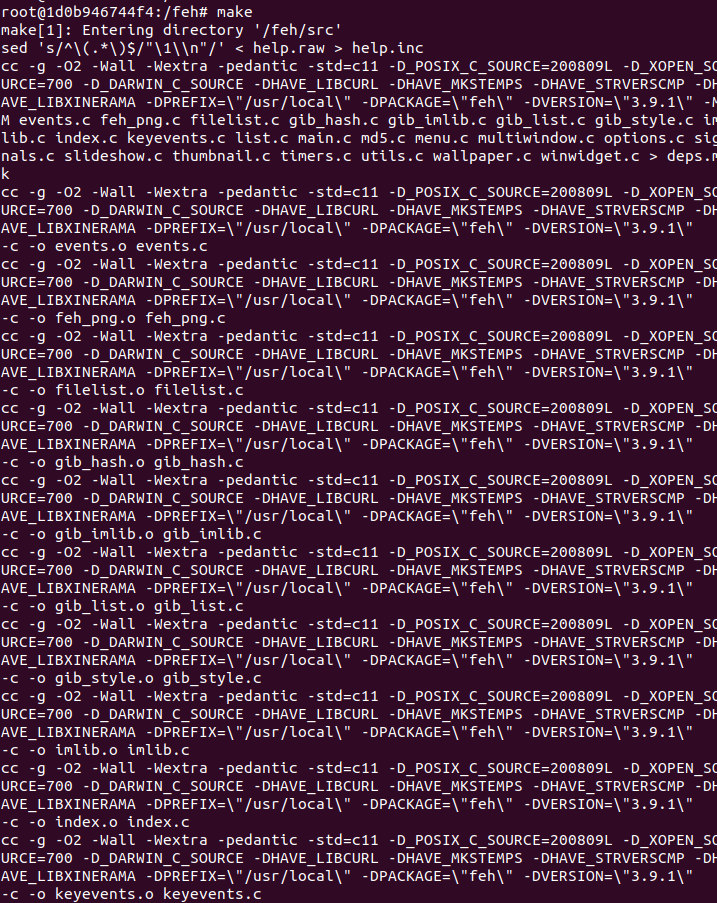 root@1d0b946744f4:/feh# make
make[1]: Entering directory '/feh/src'
sed 's/^\(.*\)$/"\1\\n"/' < help.raw > help.inc
cc -g -O2 -Wall -Wextra -pedantic -std=c11 -D_POSIX_C_SOURCE=200809L -D_XOPEN_SO
URCE=700 -D_DARWIN_C_SOURCE -DHAVE_LIBCURL -DHAVE_MKSTEMPS -DHAVE_STRVERSCMP -DH
AVE_LIBXINERAMA -DPREFIX=\"/usr/local\" -DPACKAGE=\"feh\" -DVERSION=\"3.9.1\" -M
M events.c feh_png.c filelist.c gib_hash.c gib_imlib.c gib_list.c gib_style.c im
lib.c index.c keyevents.c list.c main.c md5.c menu.c multiwindow.c options.c sig
nals.c slideshow.c thumbnail.c timers.c utils.c wallpaper.c winwidget.c > deps.m
k
cc -g -O2 -Wall -Wextra -pedantic -std=c11 -D_POSIX_C_SOURCE=200809L -D_XOPEN_SO
URCE=700 -D_DARWIN_C_SOURCE -DHAVE_LIBCURL -DHAVE_MKSTEMPS -DHAVE_STRVERSCMP -DH
AVE_LIBXINERAMA -DPREFIX=\"/usr/local\" -DPACKAGE=\"feh\" -DVERSION=\"3.9.1\"
-c -o events.o events.c
cc -g -O2 -Wall -Wextra -pedantic -std=c11 -D_POSIX_C_SOURCE=200809L -D_XOPEN_SO
URCE=700 -D_DARWIN_C_SOURCE -DHAVE_LIBCURL -DHAVE_MKSTEMPS -DHAVE_STRVERSCMP -DH
AVE_LIBXINERAMA -DPREFIX=\"/usr/local\" -DPACKAGE=\"feh\" -DVERSION=\"3.9.1\"
-c -o feh_png.o feh_png.c
cc -g -O2 -Wall -Wextra -pedantic -std=c11 -D_POSIX_C_SOURCE=200809L -D_XOPEN_SO
URCE=700 -D_DARWIN_C_SOURCE -DHAVE_LIBCURL -DHAVE_MKSTEMPS -DHAVE_STRVERSCMP -DH
AVE_LIBXINERAMA -DPREFIX=\"/usr/local\" -DPACKAGE=\"feh\" -DVERSION=\"3.9.1\"
-c -o filelist.o filelist.c
cc -g -O2 -Wall -Wextra -pedantic -std=c11 -D_POSIX_C_SOURCE=200809L -D_XOPEN_SO
URCE=700 -D_DARWIN_C_SOURCE -DHAVE_LIBCURL -DHAVE_MKSTEMPS -DHAVE_STRVERSCMP -DH
AVE_LIBXINERAMA -DPREFIX=\"/usr/local\" -DPACKAGE=\"feh\" -DVERSION=\"3.9.1\"
-c -o gib_hash.o gib_hash.c
cc -g -O2 -Wall -Wextra -pedantic -std=c11 -D_POSIX_C_SOURCE=200809L -D_XOPEN_SO
URCE=700 -D_DARWIN_C_SOURCE -DHAVE_LIBCURL -DHAVE_MKSTEMPS -DHAVE_STRVERSCMP -DH
AVE_LIBXINERAMA -DPREFIX=\"/usr/local\" -DPACKAGE=\"feh\" -DVERSION=\"3.9.1\"
-c -o gib_imlib.o gib_imlib.c
cc -g -O2 -Wall -Wextra -pedantic -std=c11 -D_POSIX_C_SOURCE=200809L -D_XOPEN_SO
URCE=700 -D_DARWIN_C_SOURCE -DHAVE_LIBCURL -DHAVE_MKSTEMPS -DHAVE_STRVERSCMP -DH
AVE_LIBXINERAMA -DPREFIX=\"/usr/local\" -DPACKAGE=\"feh\" -DVERSION=\"3.9.1\"
-c -o gib_list.o gib_list.c
cc -g -O2 -Wall -Wextra -pedantic -std=c11 -D_POSIX_C_SOURCE=200809L -D_XOPEN_SO
URCE=700 -D_DARWIN_C_SOURCE -DHAVE_LIBCURL -DHAVE_MKSTEMPS -DHAVE_STRVERSCMP -DH
AVE_LIBXINERAMA -DPREFIX=\"/usr/local\" -DPACKAGE=\"feh\" -DVERSION=\"3.9.1\"
-c -o gib_style.o gib_style.c
cc -g -O2 -Wall -Wextra -pedantic -std=c11 -D_POSIX_C_SOURCE=200809L -D_XOPEN_SO
URCE=700 -D_DARWIN_C_SOURCE -DHAVE_LIBCURL -DHAVE_MKSTEMPS -DHAVE_STRVERSCMP -DH
AVE_LIBXINERAMA -DPREFIX=\"/usr/local\" -DPACKAGE=\"feh\" -DVERSION=\"3.9.1\"
-c -o imlib.o imlib.c
cc -g -O2 -Wall -Wextra -pedantic -std=c11 -D_POSIX_C_SOURCE=200809L -D_XOPEN_SO
URCE=700 -D_DARWIN_C_SOURCE -DHAVE_LIBCURL -DHAVE_MKSTEMPS -DHAVE_STRVERSCMP -DH
AVE_LIBXINERAMA -DPREFIX=\"/usr/local\" -DPACKAGE=\"feh\" -DVERSION=\"3.9.1\"
-c -o index.o index.c
cc -g -O2 -Wall -Wextra -pedantic -std=c11 -D_POSIX_C_SOURCE=200809L -D_XOPEN_SO
URCE=700 -D_DARWIN_C_SOURCE -DHAVE_LIBCURL -DHAVE_MKSTEMPS -DHAVE_STRVERSCMP -DH
AVE_LIBXINERAMA -DPREFIX=\"/usr/local\" -DPACKAGE=\"feh\" -DVERSION=\"3.9.1\"
-c -o keyevents.o keyevents.c